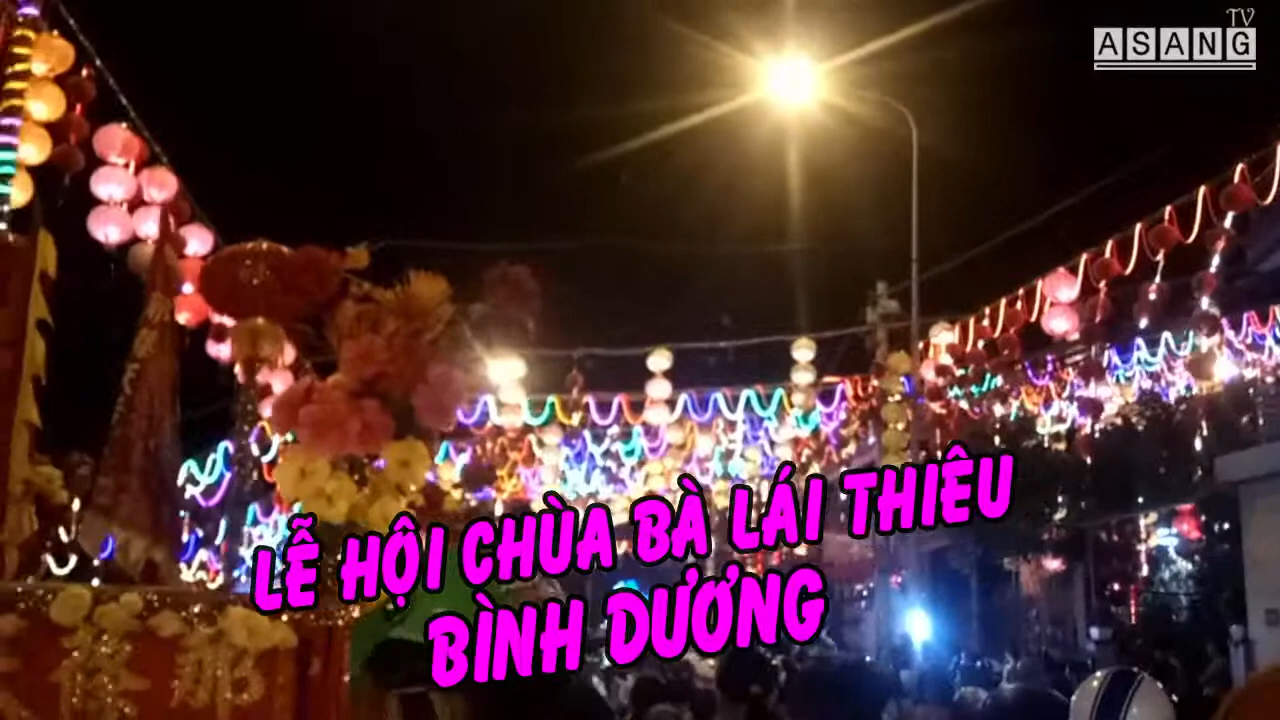 TV
ASANG
LỄ HỘI CHÙA BÀ LÁI THIÊU
BÌNH DƯƠNG